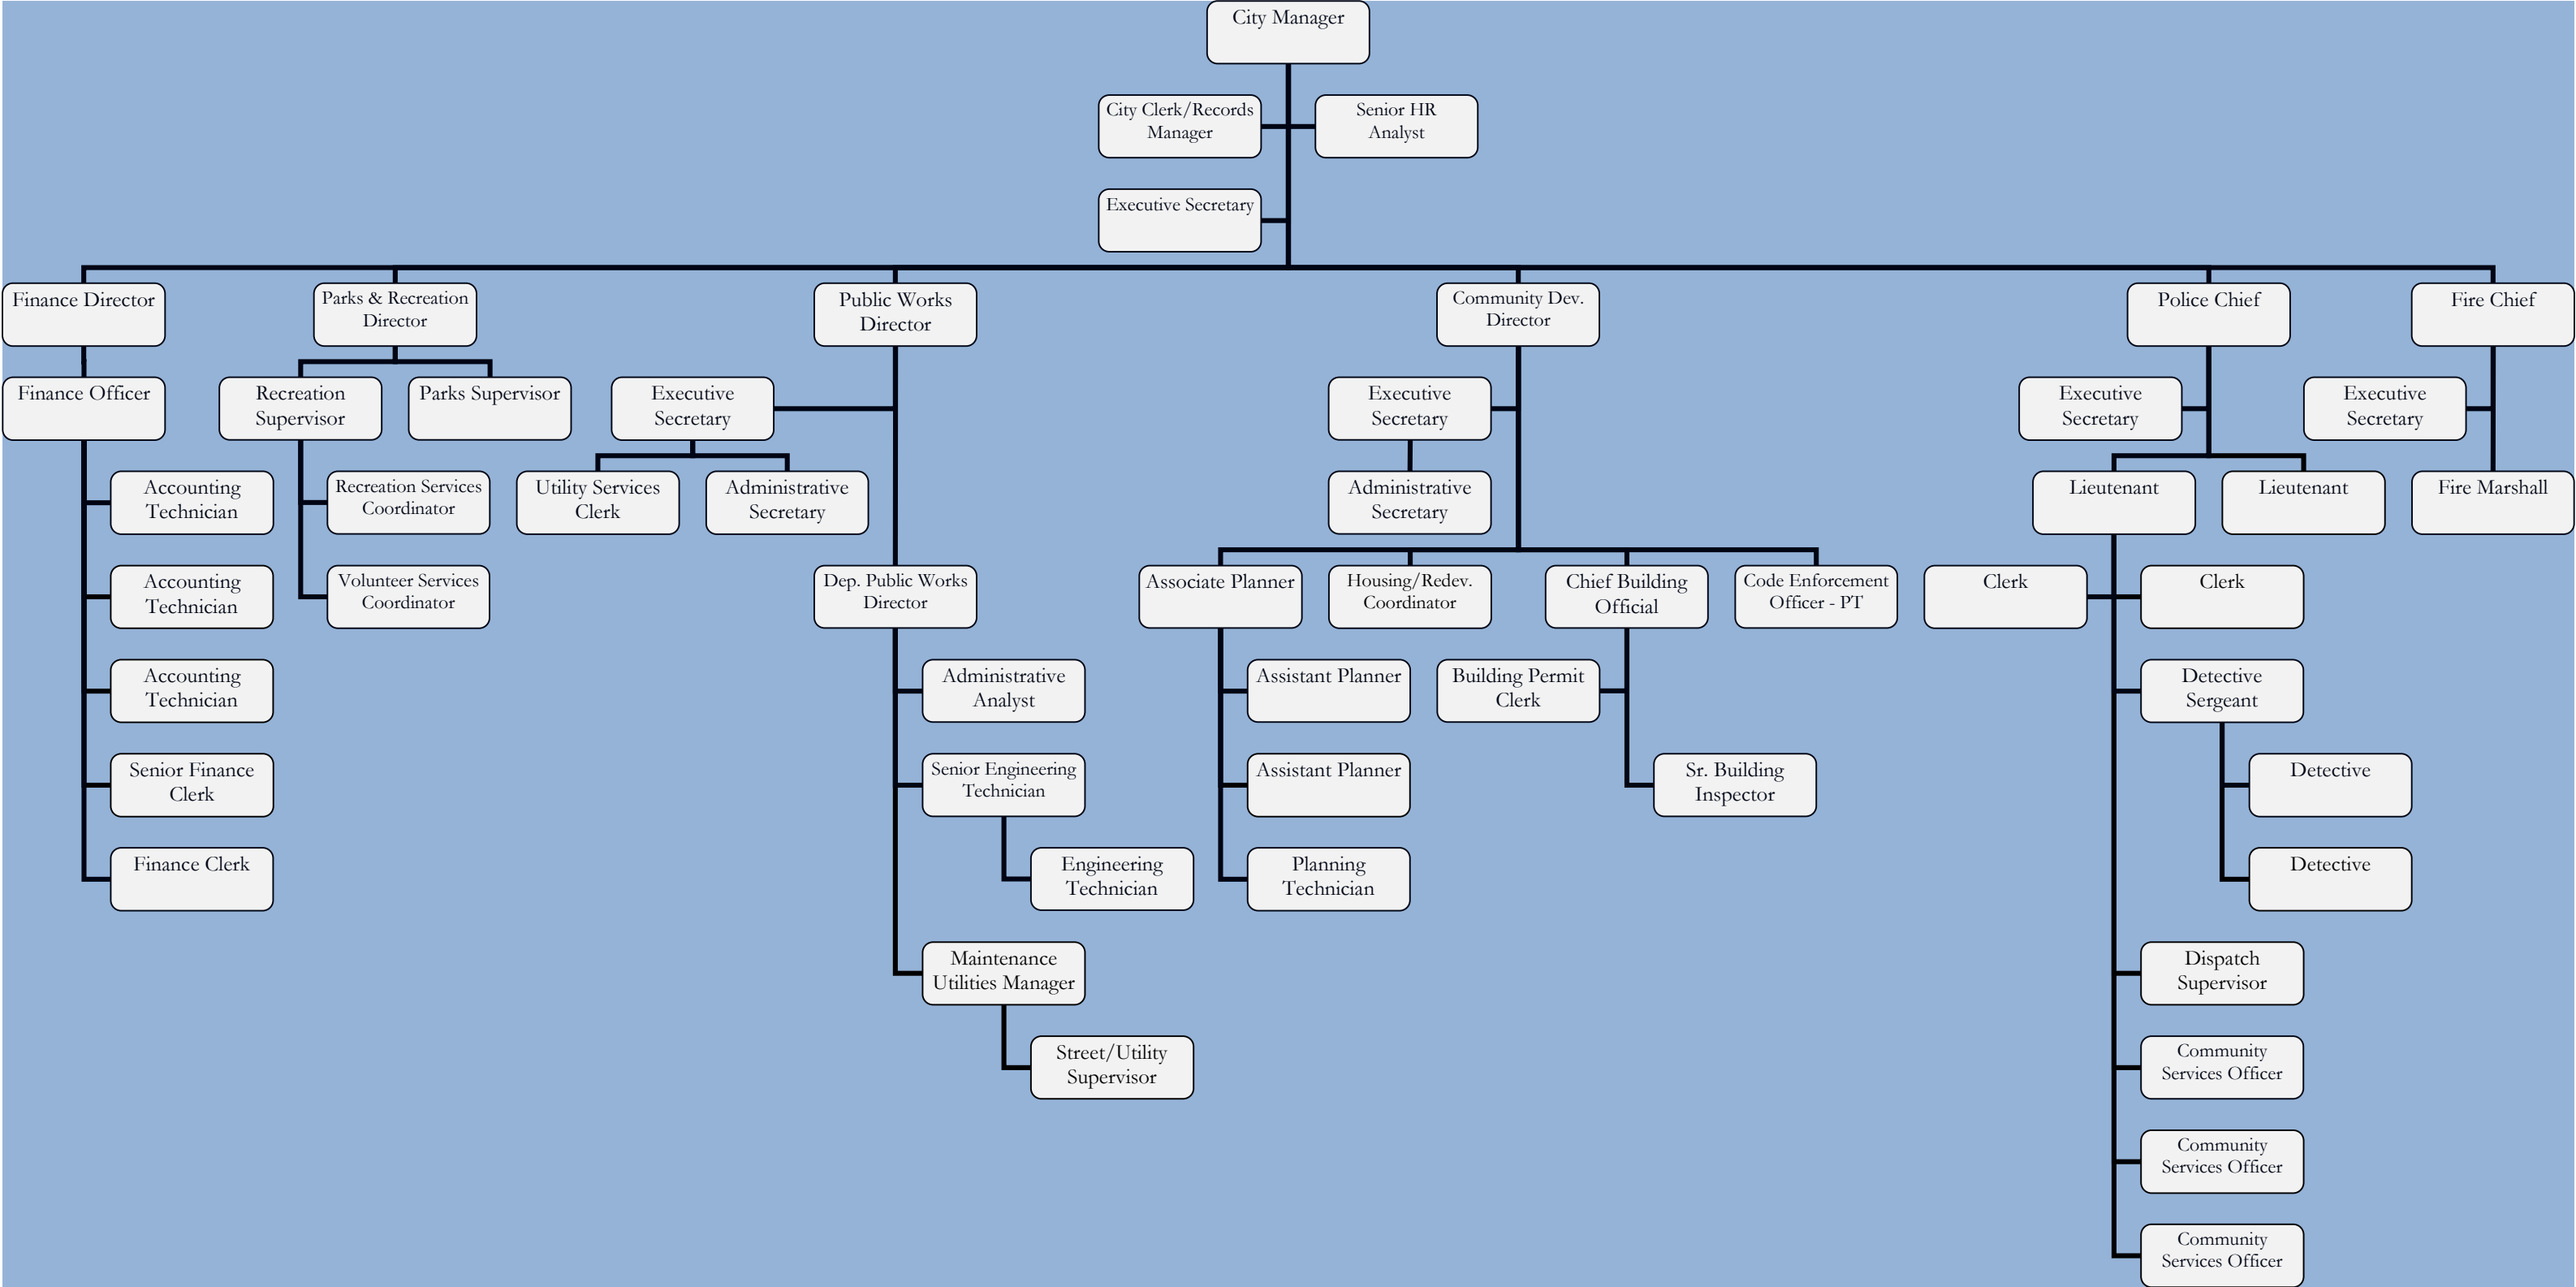 City Manager
City Clerk/Records
Manager
Senior HR
Analyst
Executive Secretary
Finance Director
Parks & Recreation
Director
Public Works
Director
Community Dev.
Director
Police Chief
Fire Chief
Finance Officer
Recreation
Supervisor
Parks Supervisor
Executive
Secretary
Executive
Secretary
Executive
Secretary
Executive
Secretary
Accounting
Technician
Recreation Services
Coordinator
Utility Services
Clerk
Administrative
Secretary
Administrative
Secretary
Lieutenant
Lieutenant
Fire Marshall
Accounting
Technician
Volunteer Services
Coordinator
Dep. Public Works
Director
Associate Planner
Housing/Redev.
Coordinator
Chief Building
Official
Code Enforcement
Officer - PT
Clerk
Clerk
Accounting
Technician
Administrative
Analyst
Assistant Planner
Building Permit
Clerk
Detective
Sergeant
Senior Finance
Clerk
Senior Engineering
Technician
Assistant Planner
Sr. Building
Inspector
Detective
Finance Clerk
Engineering
Technician
Planning
Technician
Detective
Maintenance
Utilities Manager
Dispatch
Supervisor
Street/Utility
Supervisor
Community
Services Officer
Community
Services Officer
Community
Services Officer